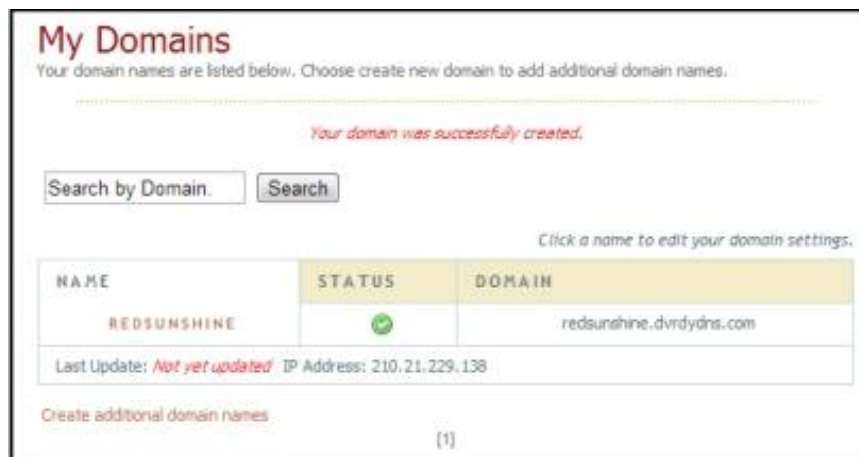 My Domains
Your domain names are listed below. Choose create new domain to add additional domain names.
Your domain was successfully created.
Search by Domain. Search
Click a name to edit your domain settings.
NAME STATUS DOMAIN
REDSUNSHINE redsunshine.dvrdydns.com
Last Update: Not yet updated IP Address: 210.21.229.138
Create additional domain names
[1]